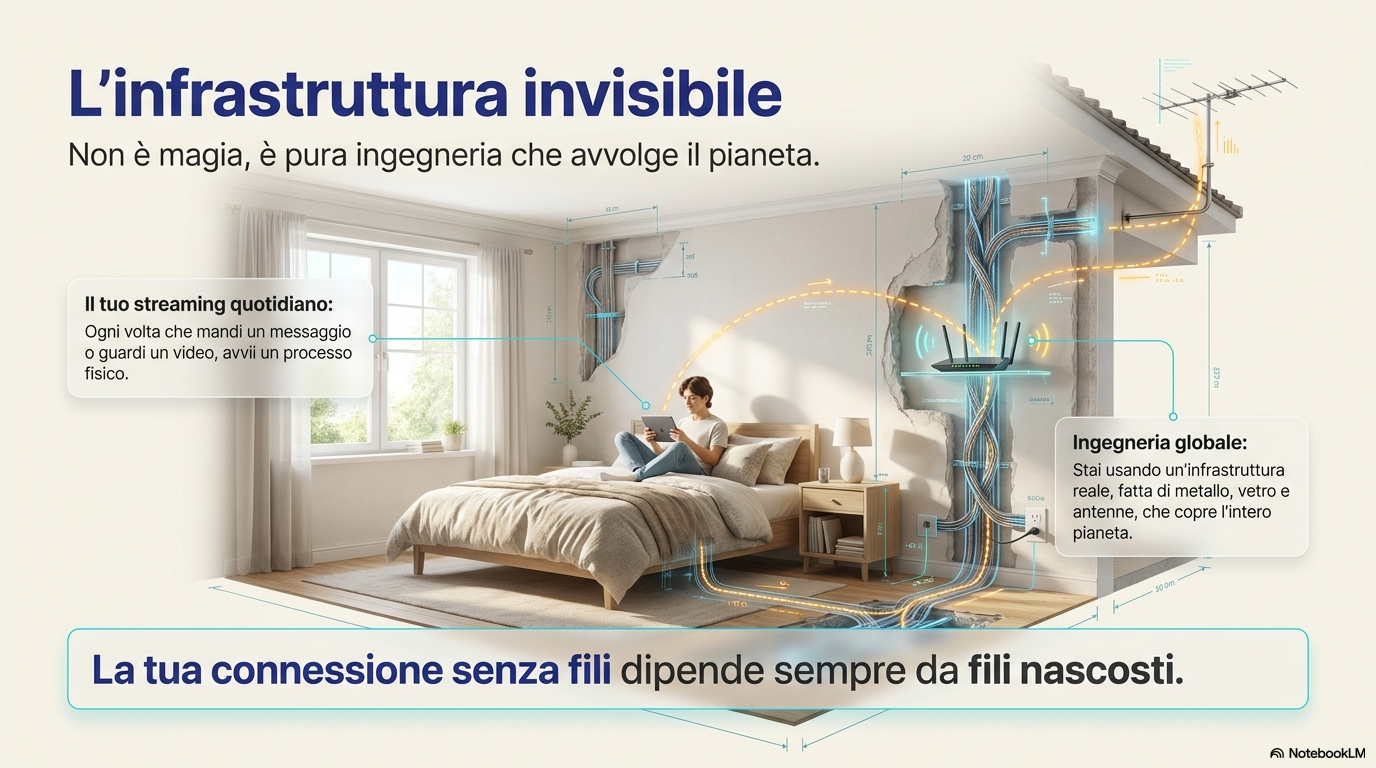 L'infrastruttura invisibile
Non è magia, è pura ingegneria che avvolge il pianeta.
20 cm
Il tuo streaming quotidiano:
Ogni volta che mandi un messaggio
o guardi un video, avvii un processo
fisico.
Ingegneria globale:
Stai usando un'infrastruttura
reale, fatta di metallo, vetro e
antenne, che copre l'intero
pianeta.
La tua connessione senza fili dipende sempre da fili nascosti.
NotebookLM